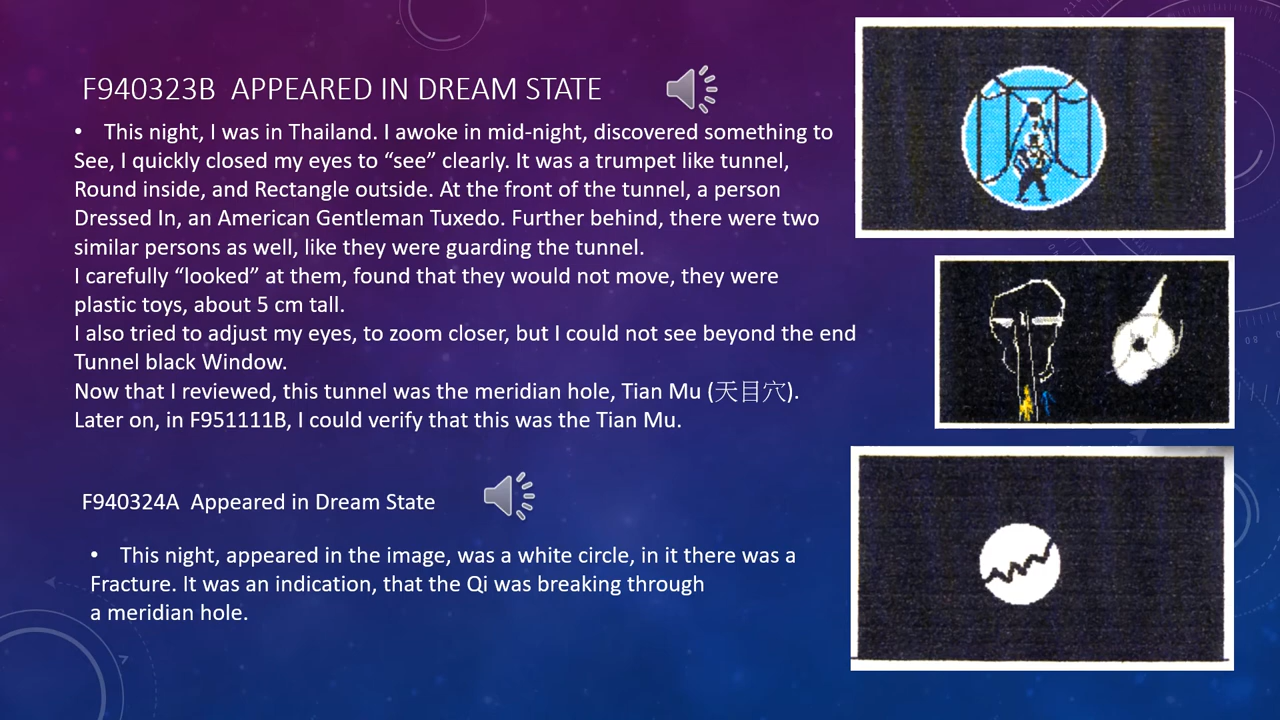 F940323B APPEARED IN DREAM STATE
• This night, I was in Thailand. I awoke in mid-night, discovered something to
See, I quickly closed my eyes to “see” clearly. It was a trumpet like tunnel,
Round inside, and Rectangle outside. At the front of the tunnel, a person
Dressed In, an American Gentleman Tuxedo. Further behind, there were two
similar persons as well, like they were guarding the tunnel.
I carefully “looked” at them, found that they would not move, they were
plastic toys, about 5 cm tall.
I also tried to adjust my eyes, to zoom closer, but I could not see beyond the end
Tunnel black Window.
Now that I reviewed, this tunnel was the meridian hole, Tian Mu (天目穴).
Later on, in F951111B, I could verify that this was the Tian Mu.
F940324A Appeared in Dream State
• This night, appeared in the image, was a white circle, in it there was a
Fracture. It was an indication, that the Qi was breaking through
a meridian hole.